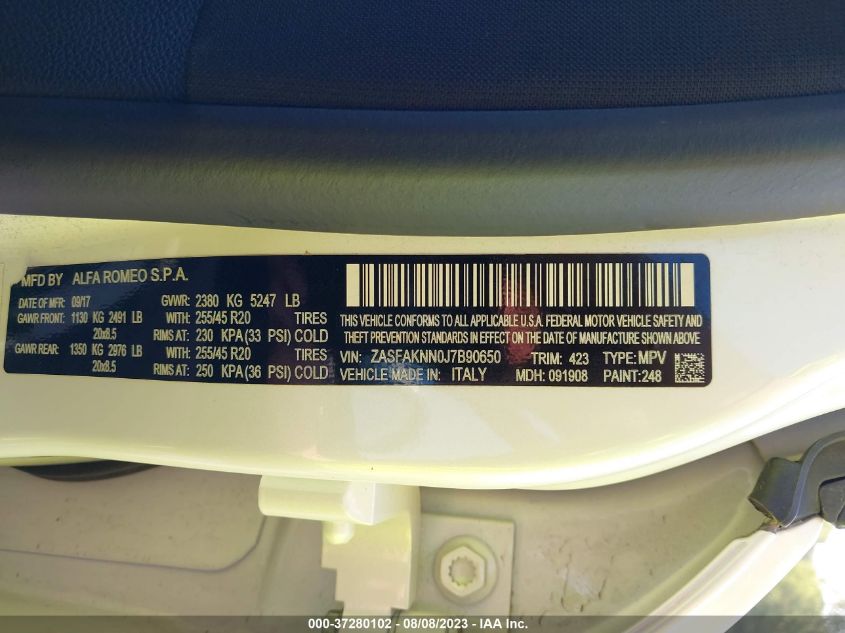 MFD BY ALFA ROMEO S.P.A.
DATE OF MFR: 09/17 GVWR: 2380 KG 5247 LB
GAWR FRONT: 1130 KG 2491 LB WITH: 255/45 R20 TIRES
20x8.5 RIMS AT: 230 KPA(33 PSI) COLD
GAWR REAR: 1350 KG 2976 LB WITH: 255/45 R20 TIRES
20x8.5 RIMS AT: 250 KPA(36 PSI) COLD
THIS VEHICLE CONFORMS TO ALL APPLICABLE U.S.A. FEDERAL MOTOR VEHICLE SAFETY AND
THEFT PREVENTION STANDARDS IN EFFECT ON THE DATE OF MANUFACTURE SHOWN ABOVE
VIN: ZASFAKNN0J7B90650 TRIM: 423 TYPE: MPV
VEHICLE MADE IN: ITALY MDH: 091908 PAINT: 248
000-37280102 - 08/08/2023 - IAA Inc.